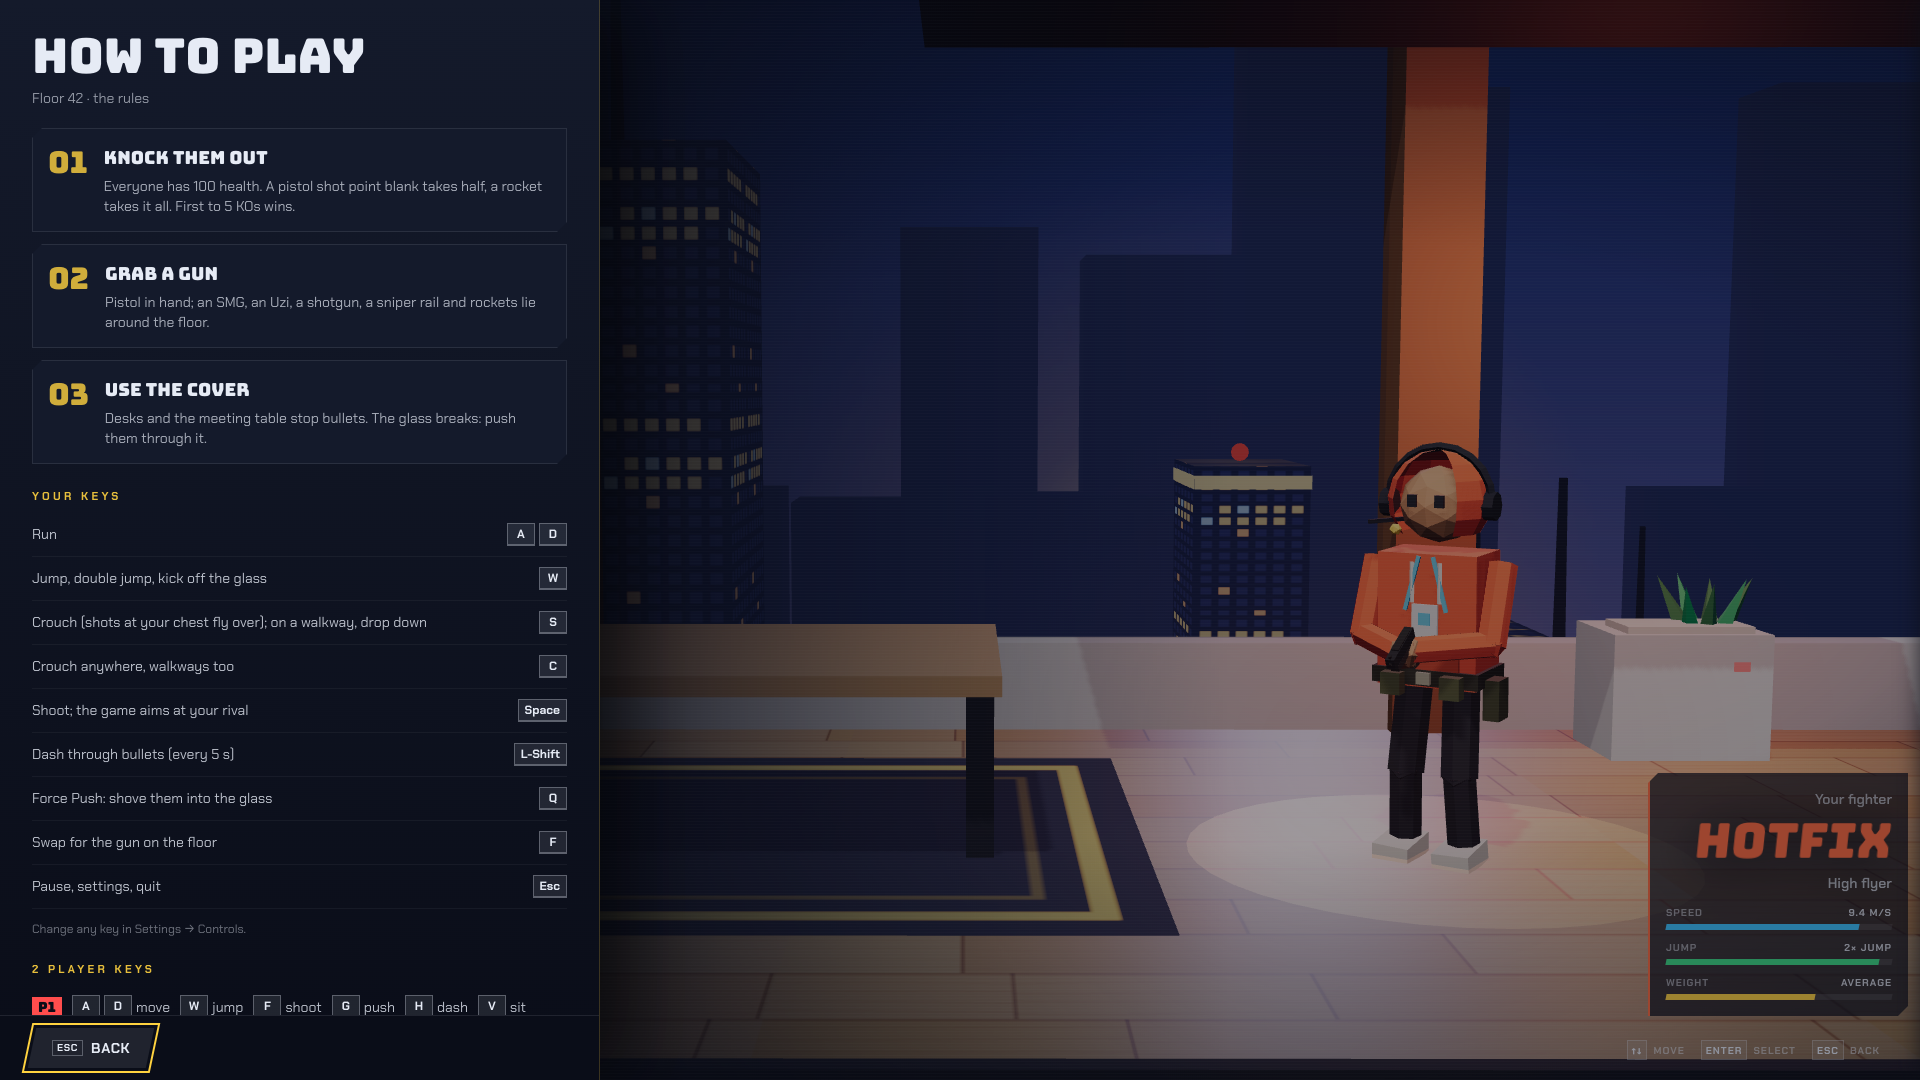 HOW TO PLAY
Floor 42 · the rules
01 KNOCK THEM OUT
Everyone has 100 health. A pistol shot point blank takes half, a rocket
takes it all. First to 5 KOs wins.
02 GRAB A GUN
Pistol in hand; an SMG, an Uzi, a shotgun, a sniper rail and rockets lie
around the floor.
03 USE THE COVER
Desks and the meeting table stop bullets. The glass breaks: push
them through it.
YOUR KEYS
Run A D
Jump, double jump, kick off the glass W
Crouch (shots at your chest fly over); on a walkway, drop down S
Crouch anywhere, walkways too C
Shoot; the game aims at your rival Space
Dash through bullets (every 5 s) L-Shift
Force Push: shove them into the glass Q
Swap for the gun on the floor F
Pause, settings, quit Esc
Change any key in Settings → Controls.
2 PLAYER KEYS
P1 A D move W jump F shoot G push H dash V sit
ESC BACK
Your fighter
HOTFIX
High flyer
SPEED 9.4 M/S
JUMP 2× JUMP
WEIGHT AVERAGE
↑↓ MOVE ENTER SELECT ESC BACK